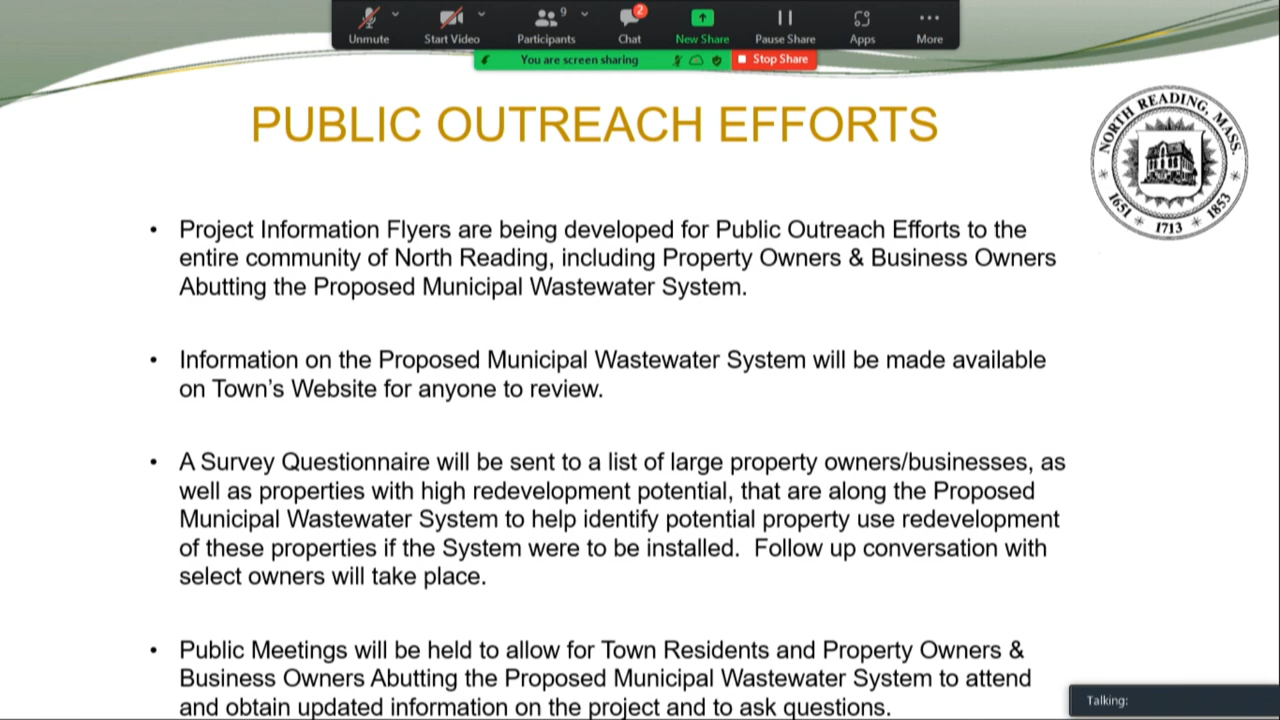 Unmute
Start Video
9
Participants
2
Chat
New Share
Pause Share
Apps
More
You are screen sharing
Stop Share
PUBLIC OUTREACH EFFORTS
NORTH READING, MASS.
1651 * 1713 * 1853
• Project Information Flyers are being developed for Public Outreach Efforts to the
entire community of North Reading, including Property Owners & Business Owners
Abutting the Proposed Municipal Wastewater System.
• Information on the Proposed Municipal Wastewater System will be made available
on Town’s Website for anyone to review.
• A Survey Questionnaire will be sent to a list of large property owners/businesses, as
well as properties with high redevelopment potential, that are along the Proposed
Municipal Wastewater System to help identify potential property use redevelopment
of these properties if the System were to be installed.  Follow up conversation with
select owners will take place.
• Public Meetings will be held to allow for Town Residents and Property Owners &
Business Owners Abutting the Proposed Municipal Wastewater System to attend
and obtain updated information on the project and to ask questions.
Talking: